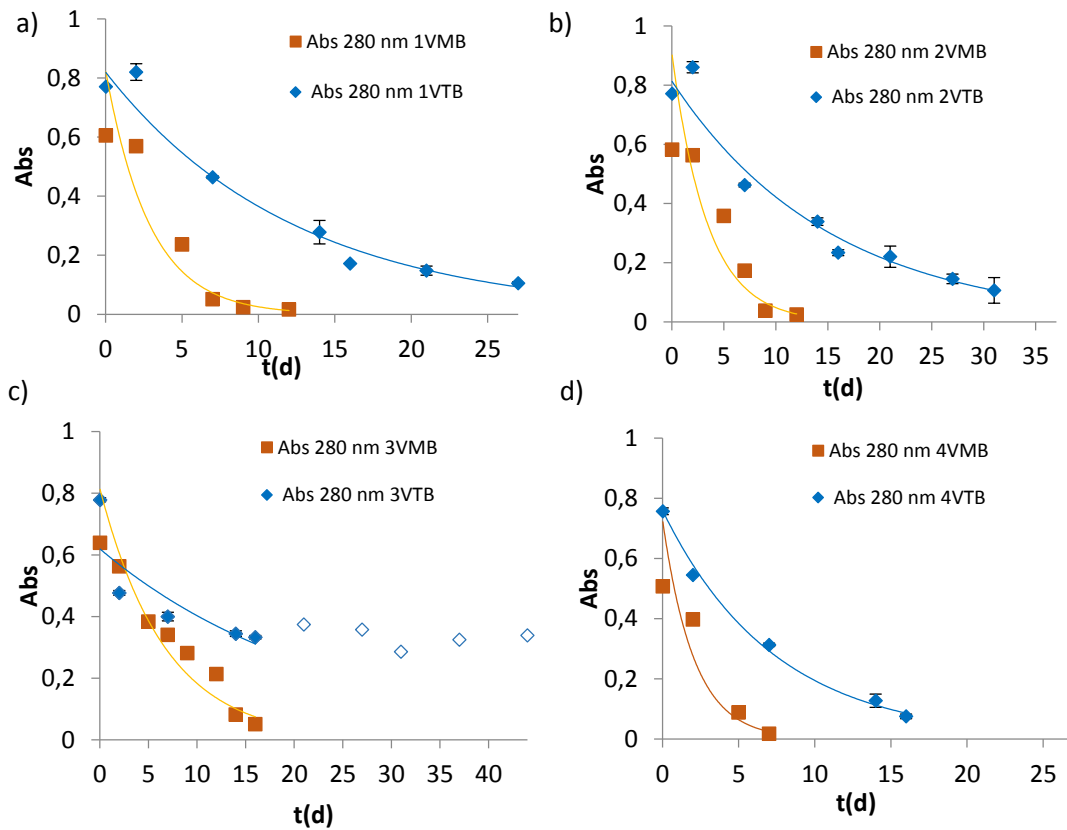 a)
1
0,8
0,6
0,4
0,2
0
Abs
0 5 10 15 20 25
t(d)
Abs 280 nm 1VMB
Abs 280 nm 1VTB
b)
1
0,8
0,6
0,4
0,2
0
Abs
0 5 10 15 20 25 30 35
t(d)
Abs 280 nm 2VMB
Abs 280 nm 2VTB
c)
1
0,8
0,6
0,4
0,2
0
Abs
0 5 10 15 20 25 30 35 40
t(d)
Abs 280 nm 3VMB
Abs 280 nm 3VTB
d)
1
0,8
0,6
0,4
0,2
0
Abs
0 5 10 15 20 25
t(d)
Abs 280 nm 4VMB
Abs 280 nm 4VTB